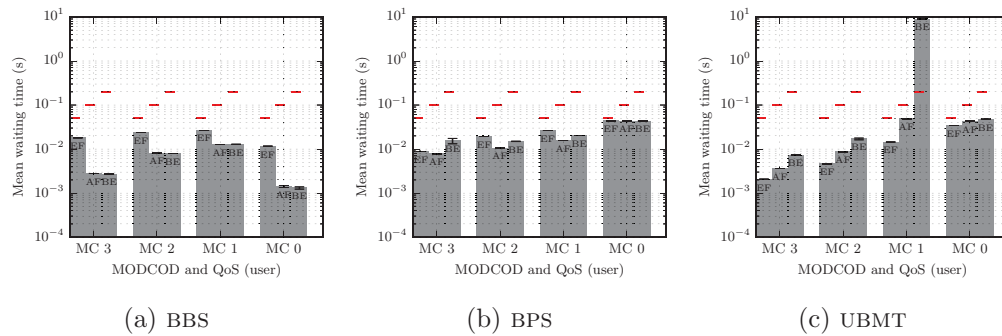 10^1
10^0
10^-1
10^-2
10^-3
10^-4
Mean waiting time (s)
EF
AF
BE
EF
AF
BE
EF
AF
BE
EF
AF
BE
MC 3
MC 2
MC 1
MC 0
MODCOD and QoS (user)
(a) BBS
10^1
10^0
10^-1
10^-2
10^-3
10^-4
Mean waiting time (s)
EF
AF
BE
EF
AF
BE
EF
AF
BE
EF
AF
BE
MC 3
MC 2
MC 1
MC 0
MODCOD and QoS (user)
(b) BPS
10^1
10^0
10^-1
10^-2
10^-3
10^-4
Mean waiting time (s)
EF
AF
BE
EF
AF
BE
EF
AF
BE
EF
AF
BE
MC 3
MC 2
MC 1
MC 0
MODCOD and QoS (user)
(c) UBMT